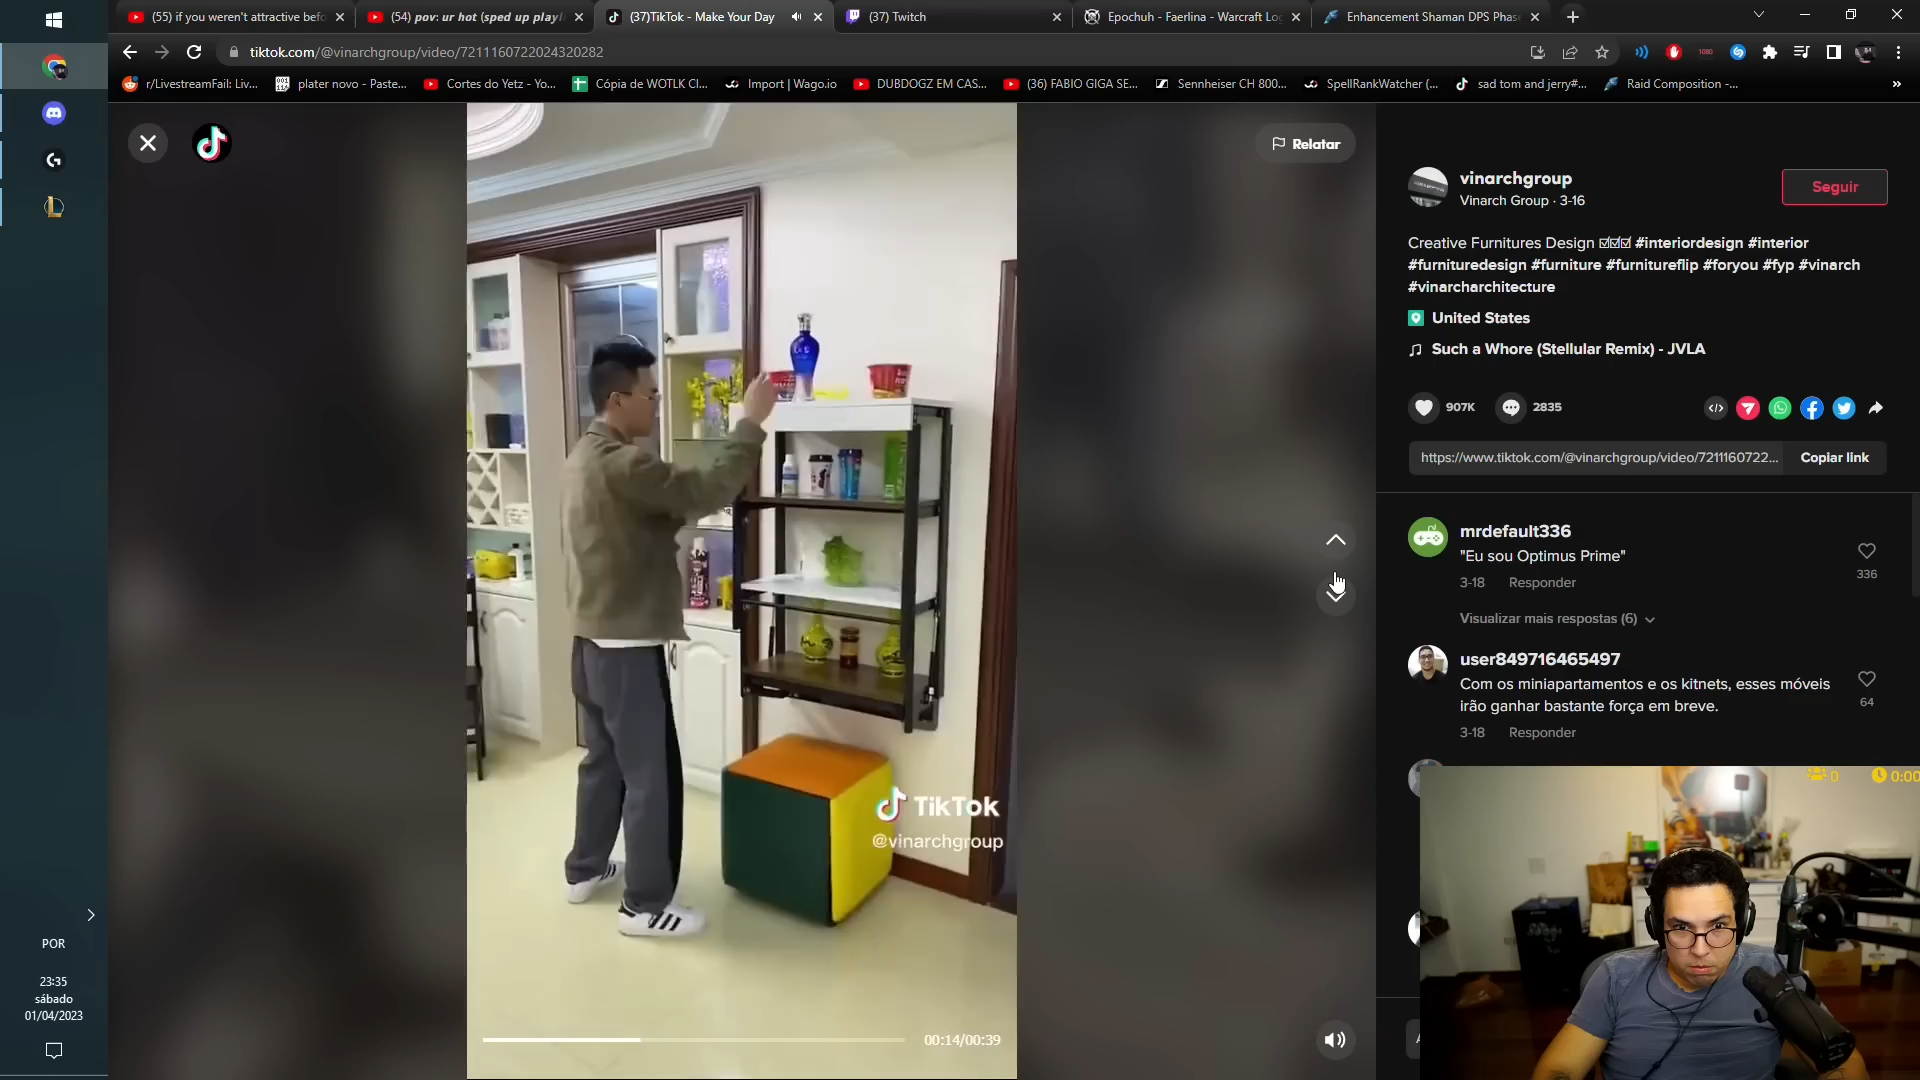 (55) if you weren't attractive befo
(54) pov: ur hot (sped up playl
(37)TikTok - Make Your Day
(37) Twitch
Epochuh - Faerlina - Warcraft Lo
Enhancement Shaman DPS Phase
tiktok.com/@vinarchgroup/video/7211160722024320282
r/LivestreamFail: Liv...
plater novo - Paste...
Cortes do Yetz - Yo...
Cópia de WOTLK Cl...
Import | Wago.io
DUBDOGZ EM CAS...
(36) FABIO GIGA SE...
Sennheiser CH 800...
SpellRankWatcher (...
sad tom and jerry#...
Raid Composition -...
Relatar
vinarchgroup
Vinarch Group · 3-16
Seguir
Creative Furnitures Design ☑☑☑ #interiordesign #interior
#furnituredesign #furniture #furnitureflip #foryou #fyp #vinarch
#vinarcharchitecture
United States
Such a Whore (Stellular Remix) - JVLA
907K
2835
https://www.tiktok.com/@vinarchgroup/video/7211160722...
Copiar link
mrdefault336
"Eu sou Optimus Prime"
3-18 Responder
336
Visualizar mais respostas (6)
user849716465497
Com os miniapartamentos e os kitnets, esses móveis
irão ganhar bastante força em breve.
64
3-18 Responder
0
0:00
TikTok
@vinarchgroup
00:14/00:39
POR
23:35
sábado
01/04/2023